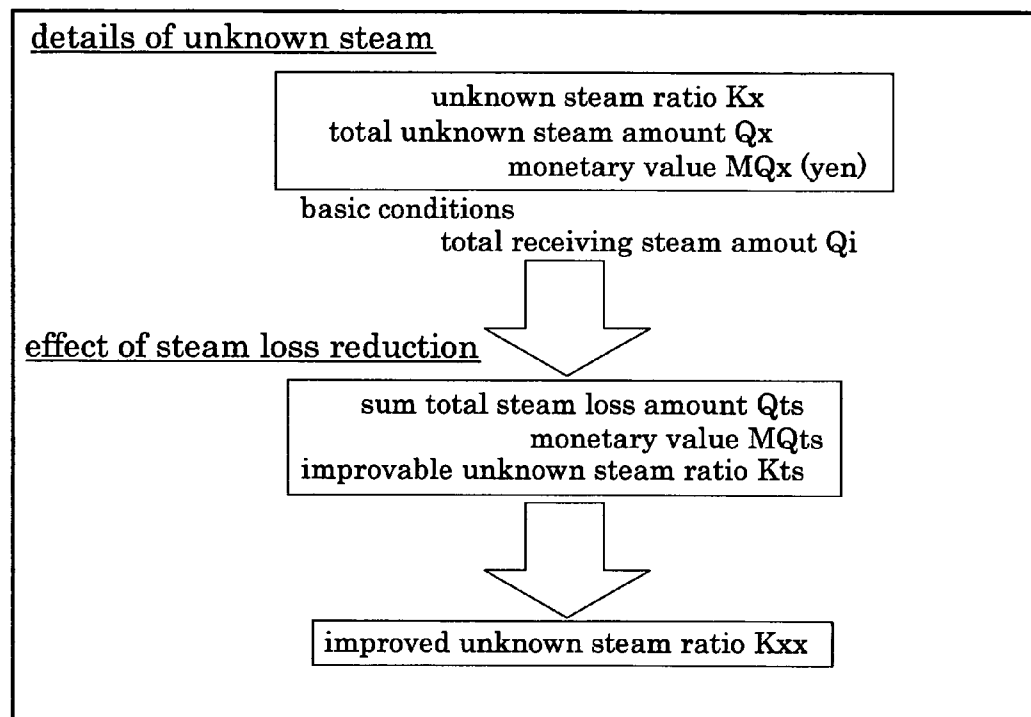 details of unknown steam
unknown steam ratio Kx
total unknown steam amount Qx
monetary value MQx (yen)
basic conditions
total receiving steam amout Qi
effect of steam loss reduction
sum total steam loss amount Qts
monetary value MQts
improvable unknown steam ratio Kts
improved unknown steam ratio Kxx